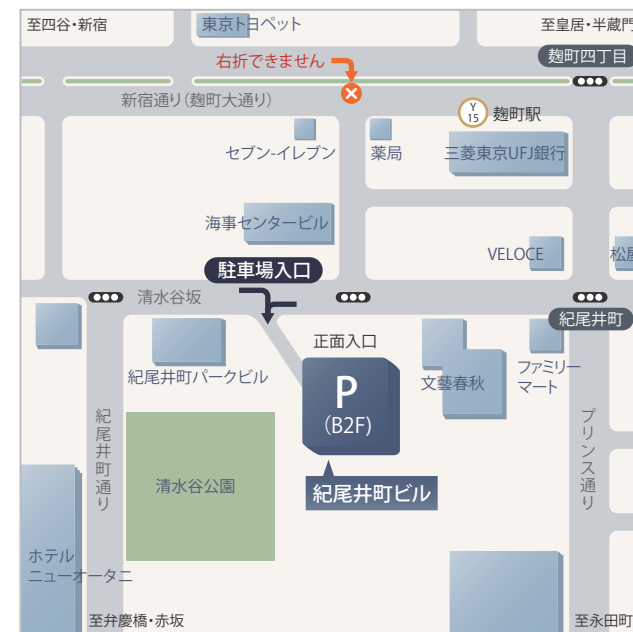 至四谷・新宿
東京トヨペット
至皇居・半蔵門
麹町四丁目
右折できません
新宿通り（麹町大通り）
Y
15
麹町駅
セブン-イレブン
薬局
三菱東京UFJ銀行
海事センタービル
VELOCE
松屋
駐車場入口
清水谷坂
紀尾井町
正面入口
紀尾井町パークビル
P
(B2F)
文藝春秋
ファミリー
マート
紀尾井町通り
プリンス通り
清水谷公園
紀尾井町ビル
ホテル
ニューオータニ
至弁慶橋・赤坂
至永田町